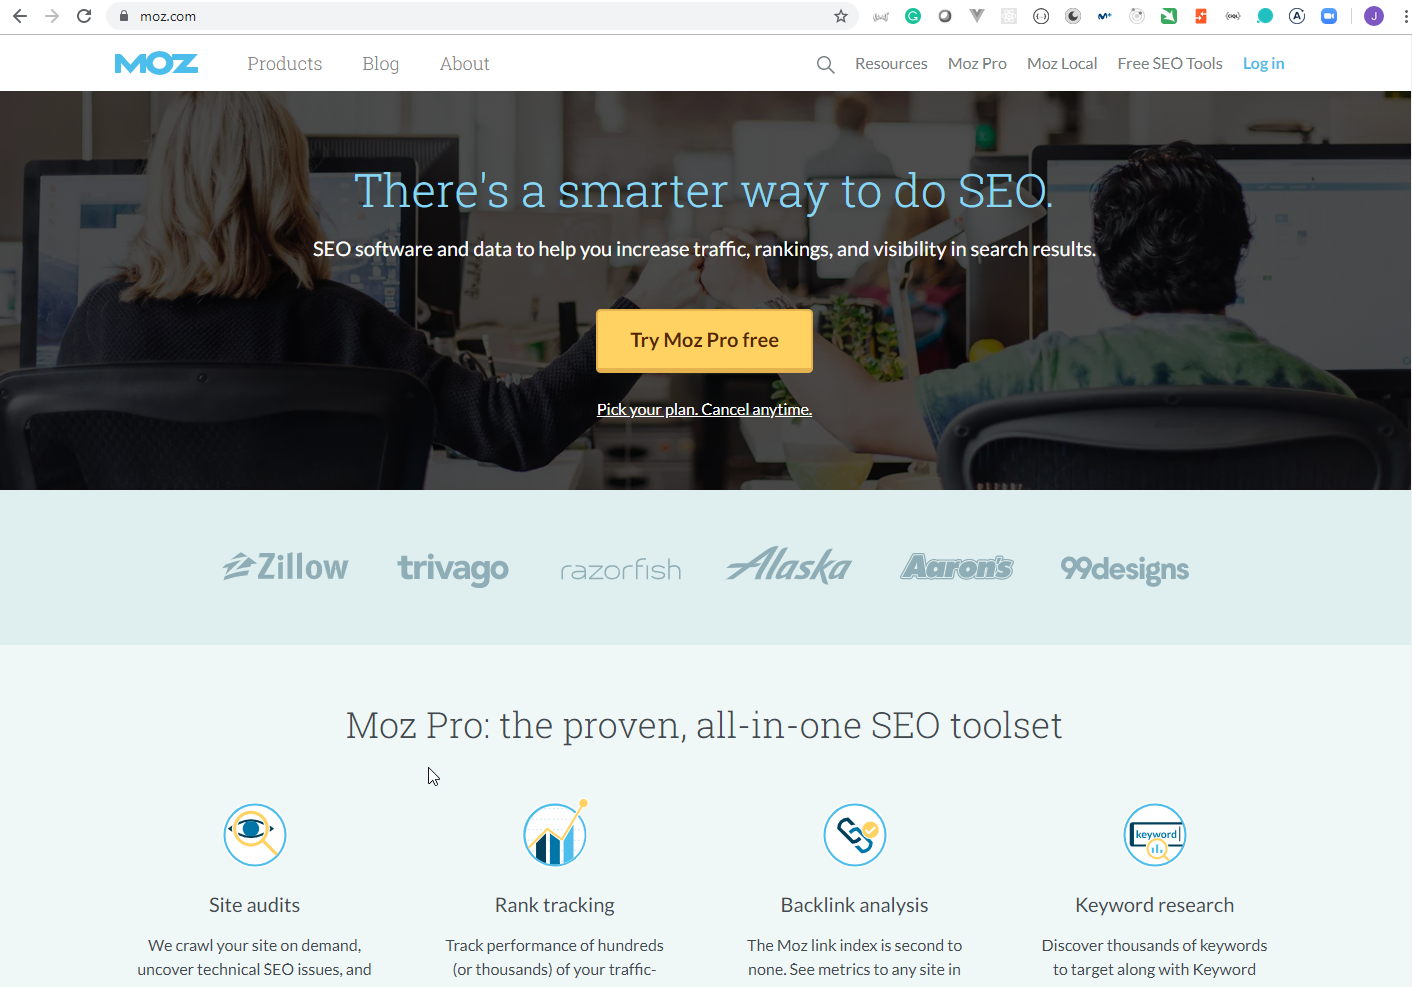 moz.com
J
MOZ
Products Blog About
Resources Moz Pro Moz Local Free SEO Tools Log in
There's a smarter way to do SEO.
SEO software and data to help you increase traffic, rankings, and visibility in search results.
Try Moz Pro free
Pick your plan. Cancel anytime.
Zillow trivago razorfish Alaska Aaron's 99designs
Moz Pro: the proven, all-in-one SEO toolset
keyword
Site audits
We crawl your site on demand,
uncover technical SEO issues, and
Rank tracking
Track performance of hundreds
(or thousands) of your traffic-
Backlink analysis
The Moz link index is second to
none. See metrics to any site in
Keyword research
Discover thousands of keywords
to target along with Keyword